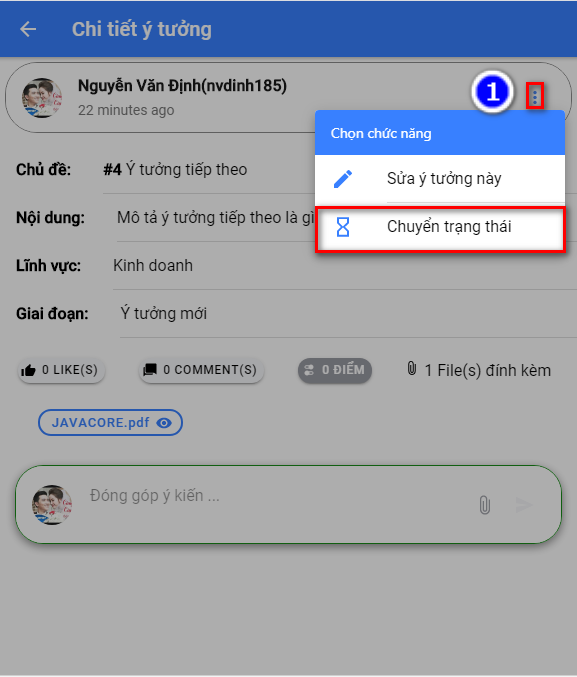 Chi tiết ý tưởng
Nguyễn Văn Định(nvdinh185)
22 minutes ago
1
Chọn chức năng
Sửa ý tưởng này
Chuyển trạng thái
Chủ đề: #4 Ý tưởng tiếp theo
Nội dung: Mô tả ý tưởng tiếp theo là gì
Lĩnh vực: Kinh doanh
Giai đoạn: Ý tưởng mới
0 LIKE(S) 0 COMMENT(S) 0 ĐIỂM 1 File(s) đính kèm
JAVACORE.pdf
Đóng góp ý kiến ...